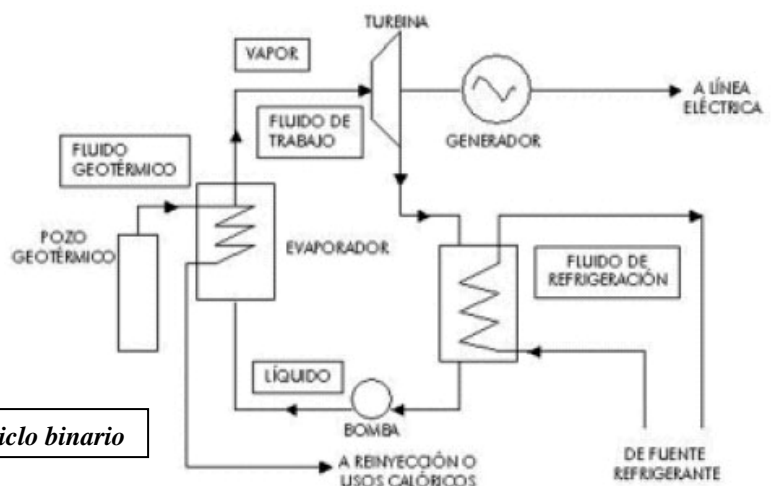 TURBINA
VAPOR
A LÍNEA
ELÉCTRICA
FLUIDO DE
TRABAJO
GENERADOR
FLUIDO
GEOTÉRMICO
POZO
GEOTÉRMICO
EVAPORADOR
FLUIDO DE
REFRIGERACIÓN
LÍQUIDO
BOMBA
iclo binario
A REINYECCIÓN O
USOS CALÓRICOS
DE FUENTE
REFRIGERANTE